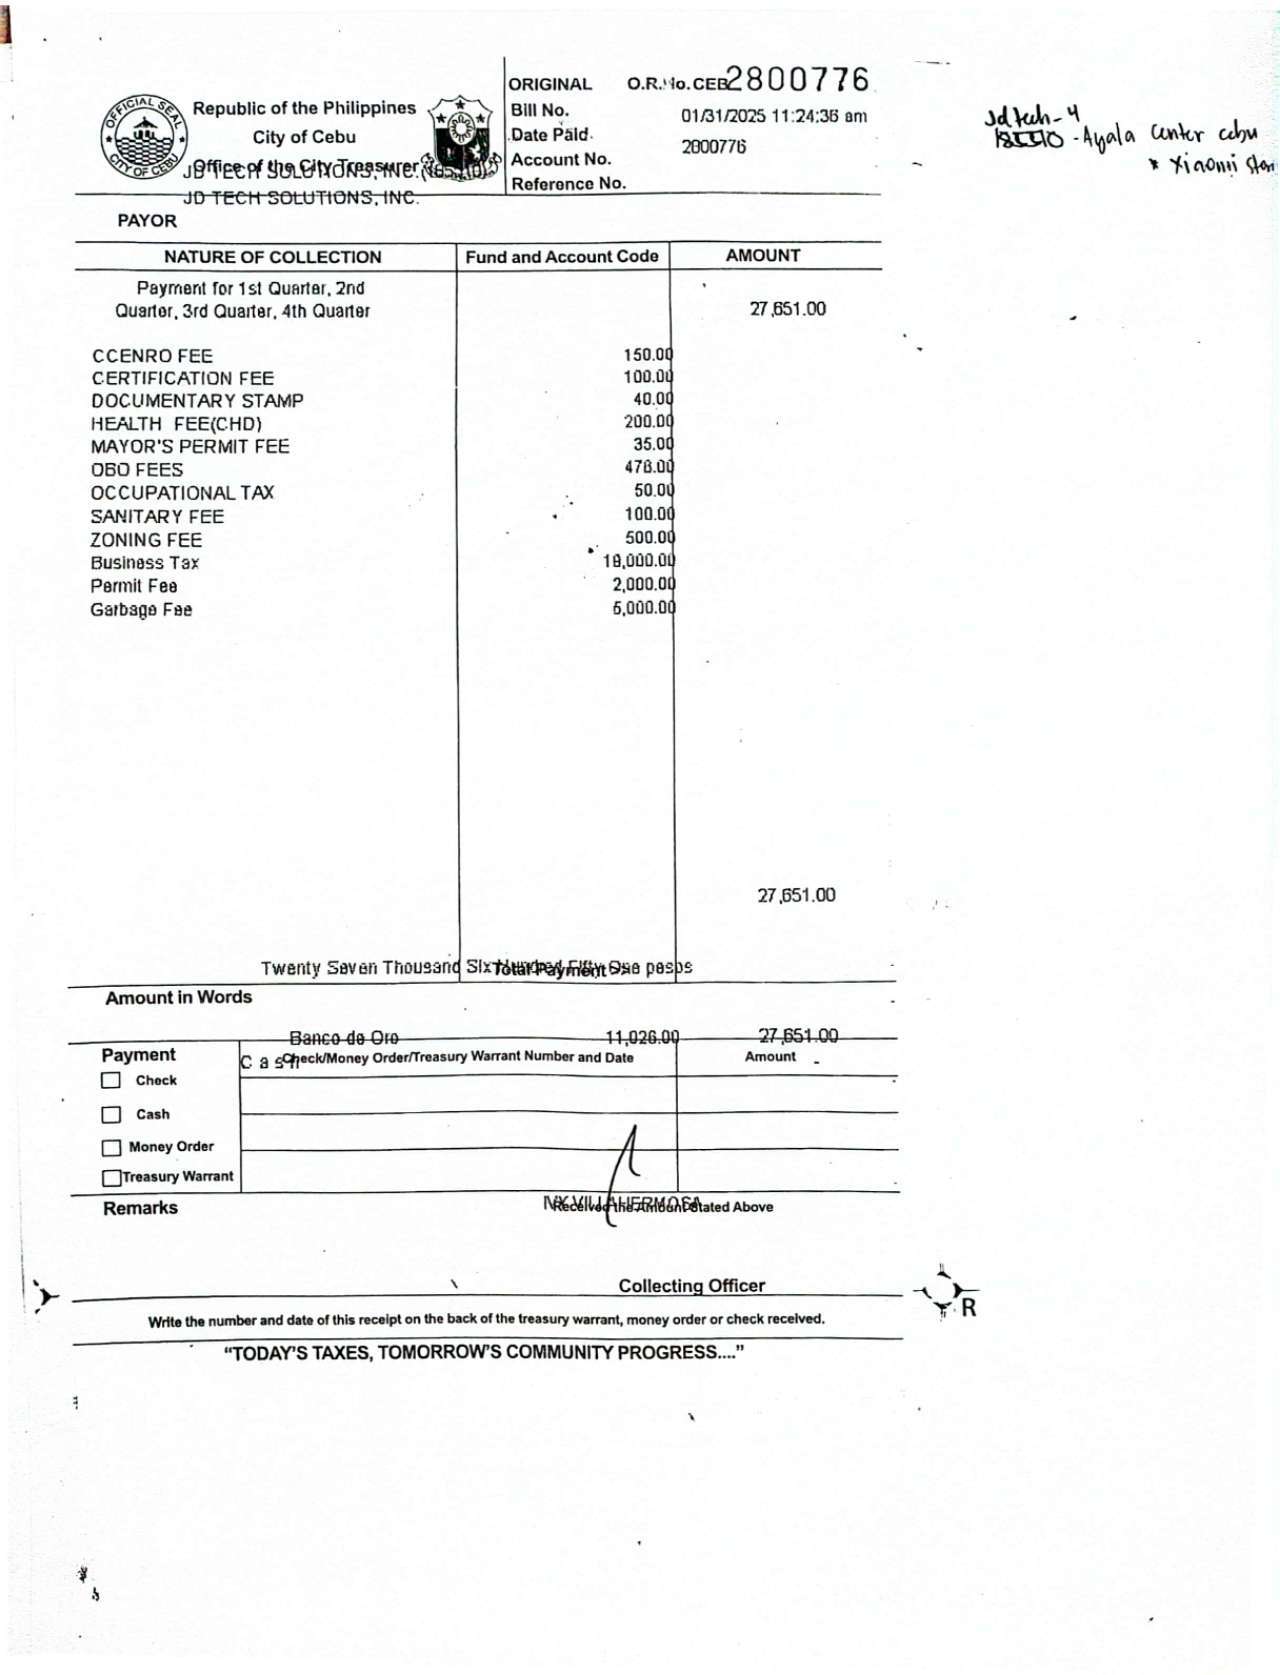 ORIGINAL O.R.No.CEB2800776
Republic of the Philippines
City of Cebu
Office of the City Treasurer
OFFICIAL SEAL
CITY OF CEBU
Bill No.
Date Paid 01/31/2025 11:24:36 am
Account No. 2800776
Reference No.
Jd tech-4
-Ayala Center cebu
* Xiaomi Stor
JD TECH SOLUTIONS, INC.
JD TECH SOLUTIONS, INC.
PAYOR
NATURE OF COLLECTION Fund and Account Code AMOUNT
Payment for 1st Quarter, 2nd
Quarter, 3rd Quarter, 4th Quarter 27,651.00
CCENRO FEE 150.00
CERTIFICATION FEE 100.00
DOCUMENTARY STAMP 40.00
HEALTH FEE(CHD) 200.00
MAYOR'S PERMIT FEE 35.00
OBO FEES 476.00
OCCUPATIONAL TAX 50.00
SANITARY FEE 100.00
ZONING FEE 500.00
Business Tax 19,000.00
Permit Fee 2,000.00
Garbage Fee 5,000.00
27,651.00
Twenty Seven Thousand Six Hundred Fifty One pesos
Total Payment
Amount in Words
Banco de Oro 11,026.00 27,651.00
Payment Cash Check/Money Order/Treasury Warrant Number and Date Amount
Check
Cash
Money Order
Treasury Warrant
Remarks VILLAHERMOSA
Received the Amount Stated Above
Collecting Officer
R
Write the number and date of this receipt on the back of the treasury warrant, money order or check received.
“TODAY'S TAXES, TOMORROW'S COMMUNITY PROGRESS....”